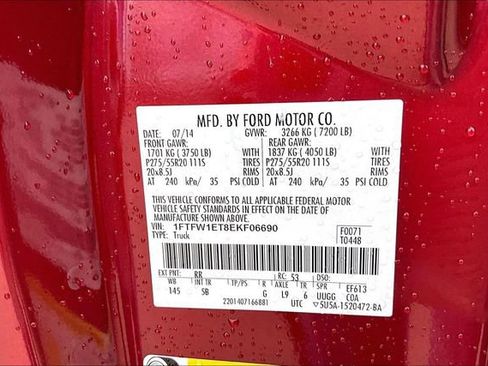 MFD. BY FORD MOTOR CO.
DATE: 07/14 GVWR: 3266 KG ( 7200 LB)
FRONT GAWR: REAR GAWR:
1701 KG ( 3750 LB) 1837 KG ( 4050 LB)
P275/55R20 111S TIRES P275/55R20 111S TIRES
20x8.5J RIMS 20x8.5J RIMS
AT 240 kPa/ 35 PSI COLD AT 240 kPa/ 35 PSI COLD
THIS VEHICLE CONFORMS TO ALL APPLICABLE FEDERAL MOTOR
VEHICLE SAFETY STANDARDS IN EFFECT ON THE DATE OF
MANUFACTURE SHOWN ABOVE.
VIN: 1FTFW1ET8EKF06690 F0071
TYPE: Truck T0448
EXT PNT: RR RC: 53 DSO:
WB INT TR TP/PS R AXLE TR SPR EF613
145 SB G L9 6 UUGG COA
2201407166881 UTC ▽5U5A-1520472-BA